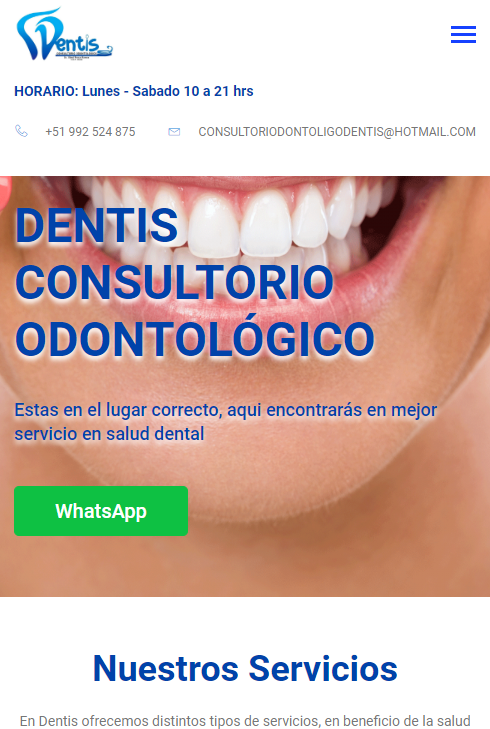 Dentis
HORARIO: Lunes - Sabado 10 a 21 hrs
+51 992 524 875 CONSULTORIODONTOLIGODENTIS@HOTMAIL.COM
DENTIS
CONSULTORIO
ODONTOLÓGICO
Estas en el lugar correcto, aqui encontrarás en mejor
servicio en salud dental
WhatsApp
Nuestros Servicios
En Dentis ofrecemos distintos tipos de servicios, en beneficio de la salud